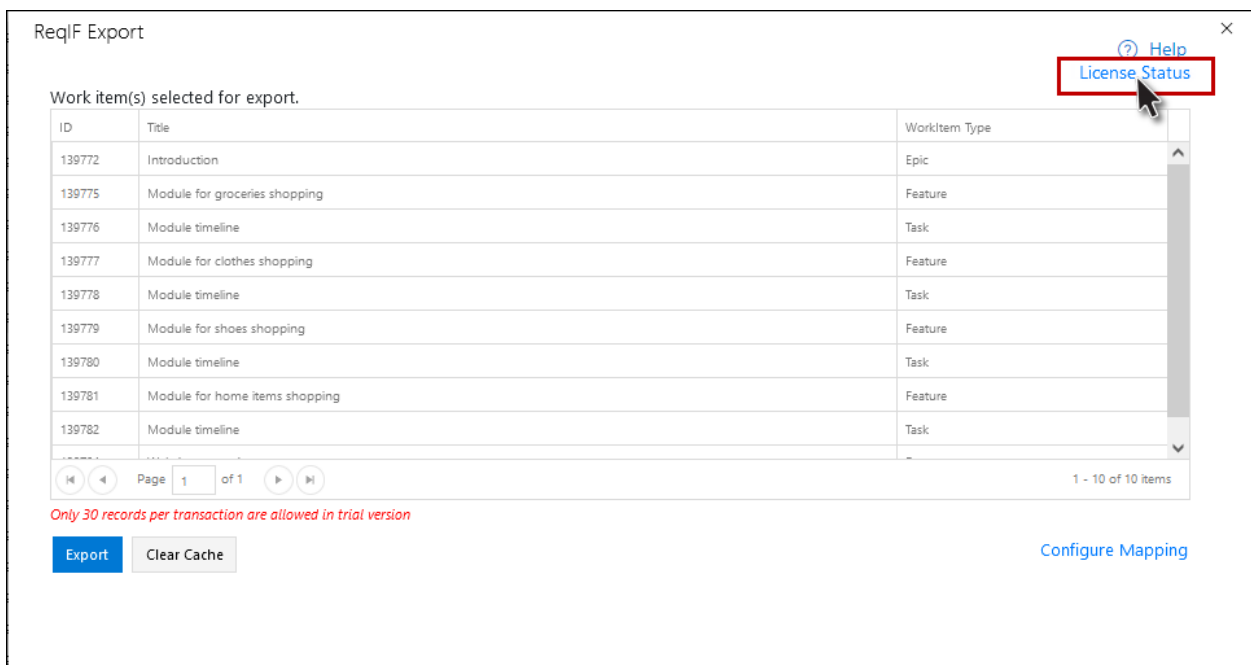 ReqIF Export
Help
License Status
Work item(s) selected for export.
ID Title WorkItem Type
139772 Introduction Epic
139775 Module for groceries shopping Feature
139776 Module timeline Task
139777 Module for clothes shopping Feature
139778 Module timeline Task
139779 Module for shoes shopping Feature
139780 Module timeline Task
139781 Module for home items shopping Feature
139782 Module timeline Task
Page 1 of 1 1 - 10 of 10 items
Only 30 records per transaction are allowed in trial version
Export Clear Cache Configure Mapping